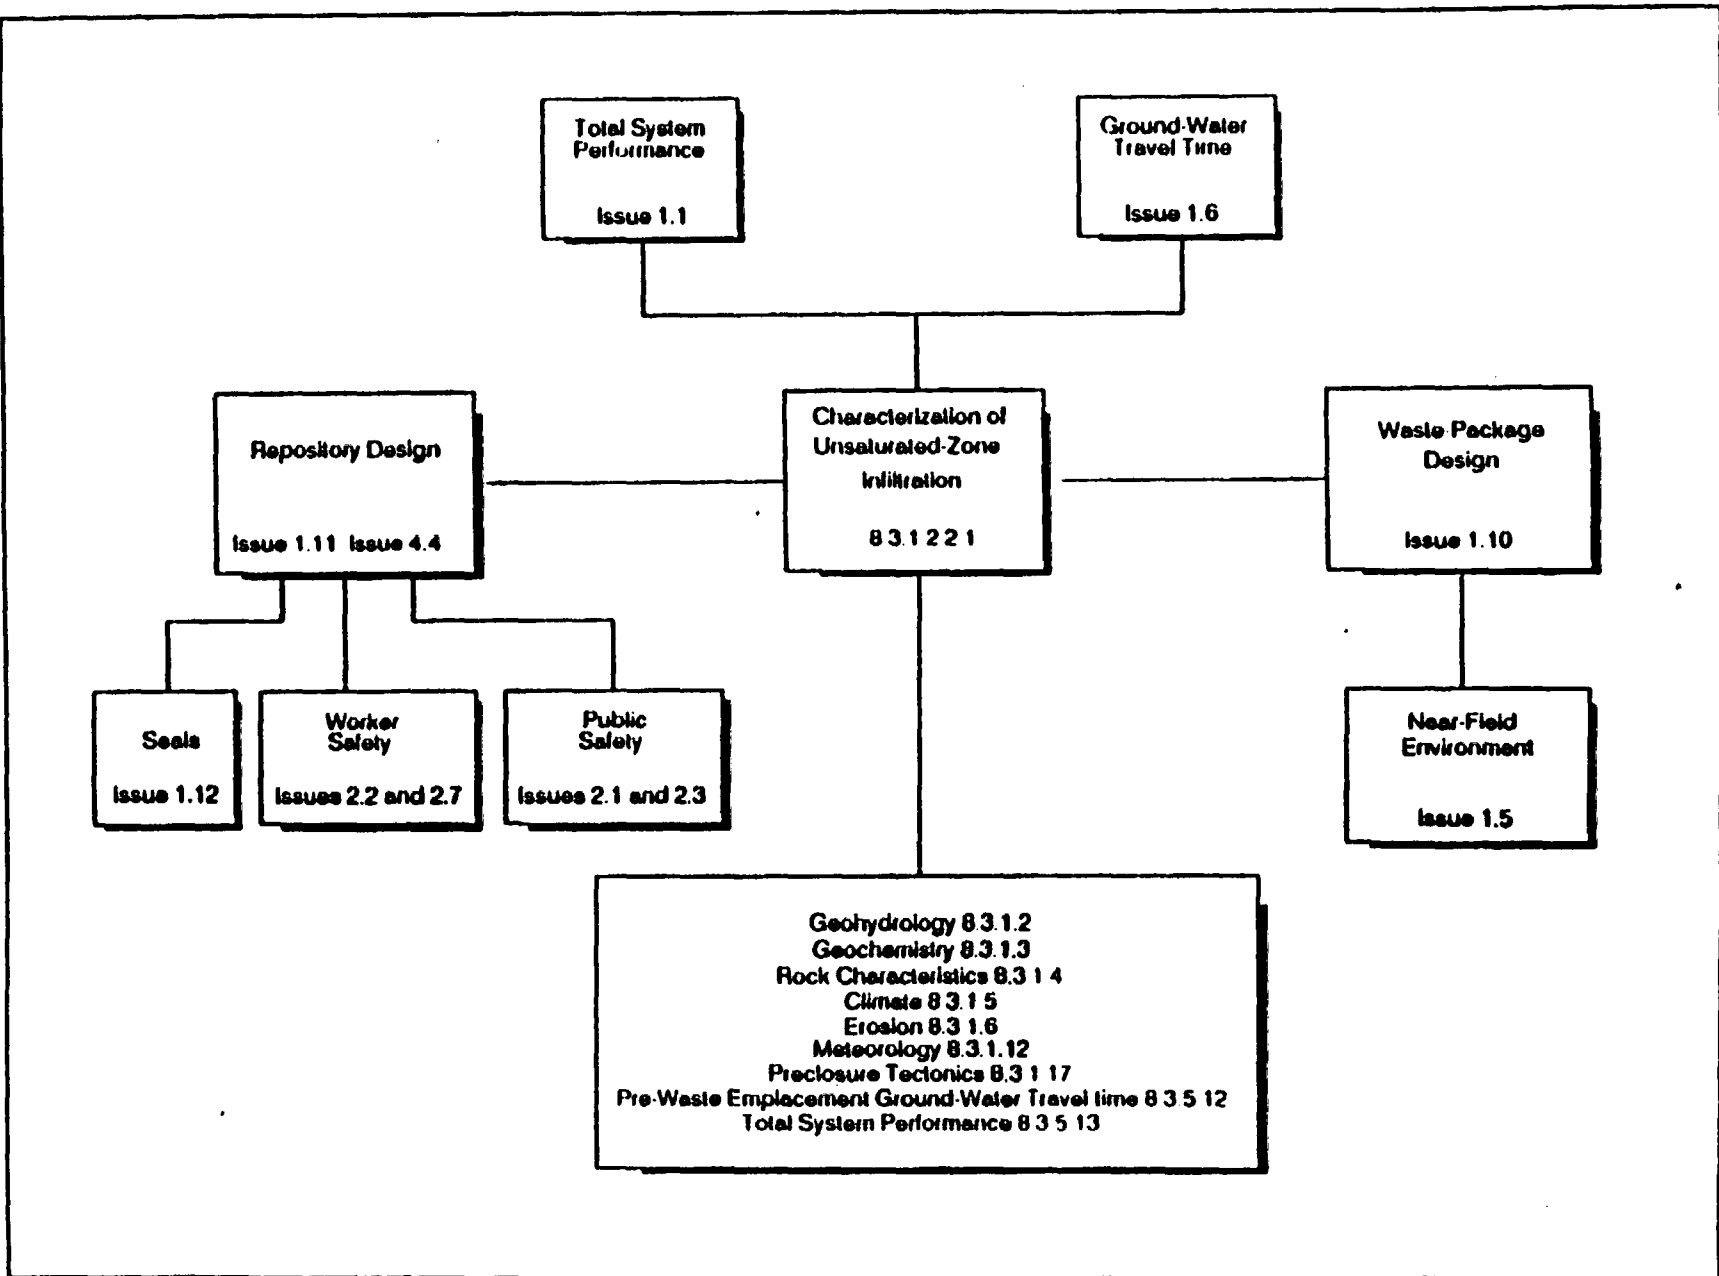 Total System
Performance
Issue 1.1
Ground-Water
Travel Time
Issue 1.6
Repository Design
Issue 1.11 Issue 4.4
Characterization of
Unsaturated-Zone
Infiltration
8 3.1 2 2 1
Waste Package
Design
Issue 1.10
Seals
Issue 1.12
Worker
Safety
Issues 2.2 and 2.7
Public
Safety
Issues 2.1 and 2.3
Near-Field
Environment
Issue 1.5
Geohydrology 8.3.1.2
Geochemistry 8.3.1.3
Rock Characteristics 8.3 1 4
Climate 8 3.1 5
Erosion 8.3 1.6
Meteorology 8.3.1.12
Preclosure Tectonics 8.3 1 17
Pre-Waste Emplacement Ground-Water Travel time 8 3 5 12
Total System Performance 8 3 5 13